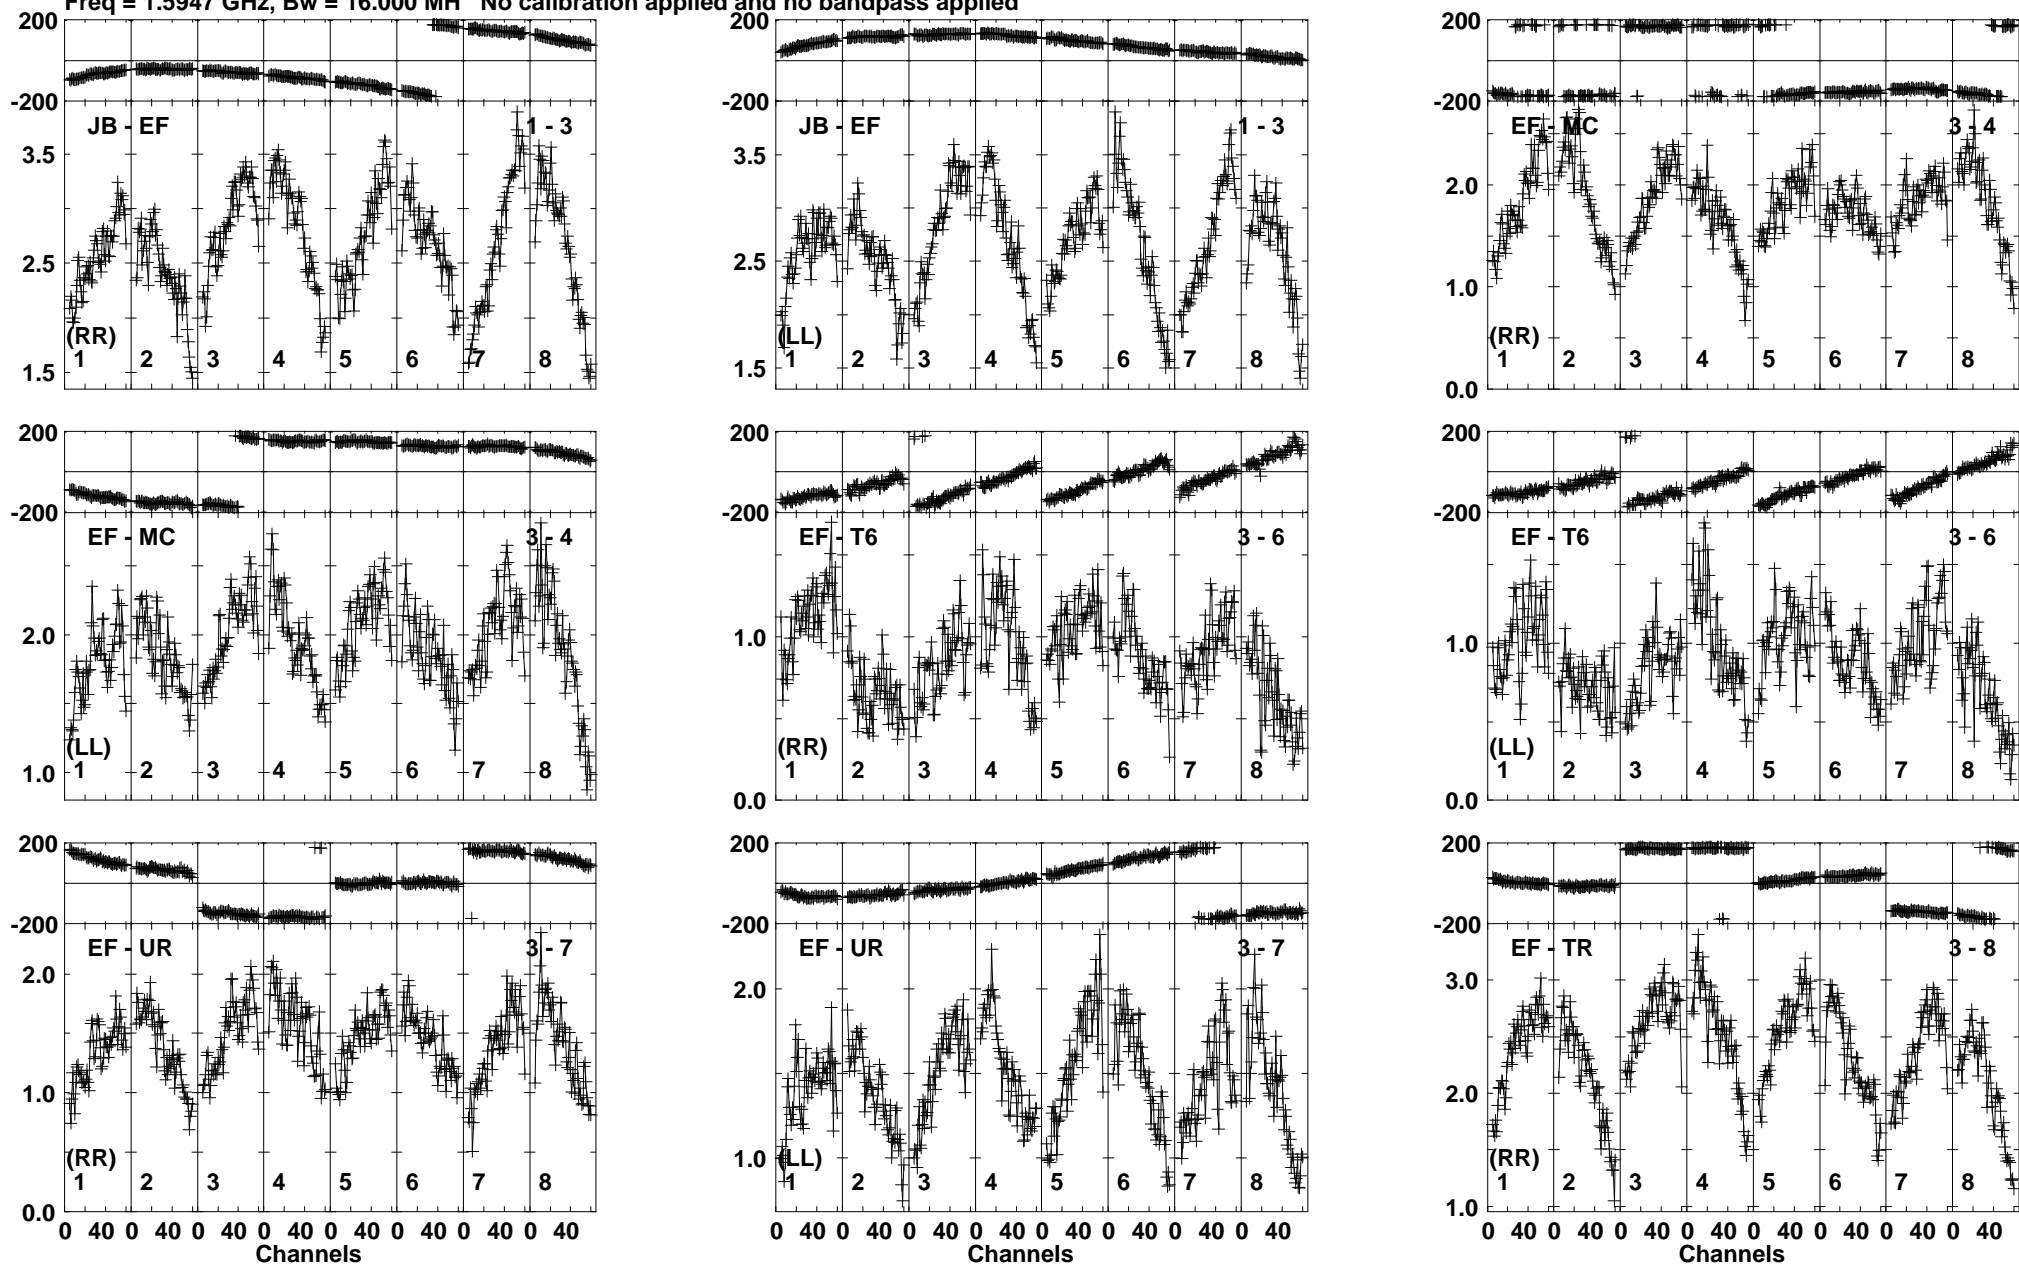 Freq = 1.5947 GHz, Bw = 16.000 MH No calibration applied and no bandpass applied
200 200 200
-200 -200 -200
JB - EF 1 - 3 JB - EF 1 - 3 EF - MC 3 - 4
3.5 3.5 2.0
2.5 2.5 1.0
(RR) (LL) (RR)
1 2 3 4 5 6 7 8 1 2 3 4 5 6 7 8 1 2 3 4 5 6 7 8
1.5 1.5 0.0
200 200 200
-200 -200 -200
EF - MC 3 - 4 EF - T6 3 - 6 EF - T6 3 - 6
2.0 1.0 1.0
(LL) (RR) (LL)
1 2 3 4 5 6 7 8 1 2 3 4 5 6 7 8 1 2 3 4 5 6 7 8
1.0 0.0 0.0
200 200 200
-200 -200 -200
EF - UR 3 - 7 EF - UR 3 - 7 EF - TR 3 - 8
2.0 2.0 3.0
1.0 1.0 2.0
(RR) (LL) (RR)
1 2 3 4 5 6 7 8 1 2 3 4 5 6 7 8 1 2 3 4 5 6 7 8
0.0 1.0
0 40 0 40 0 40 0 40 0 40 0 40 0 40 0 40 0 40 0 40 0 40 0 40 0 40 0 40 0 40 0 40 0 40 0 40 0 40 0 40 0 40 0 40 0 40 0 40
Channels Channels Channels